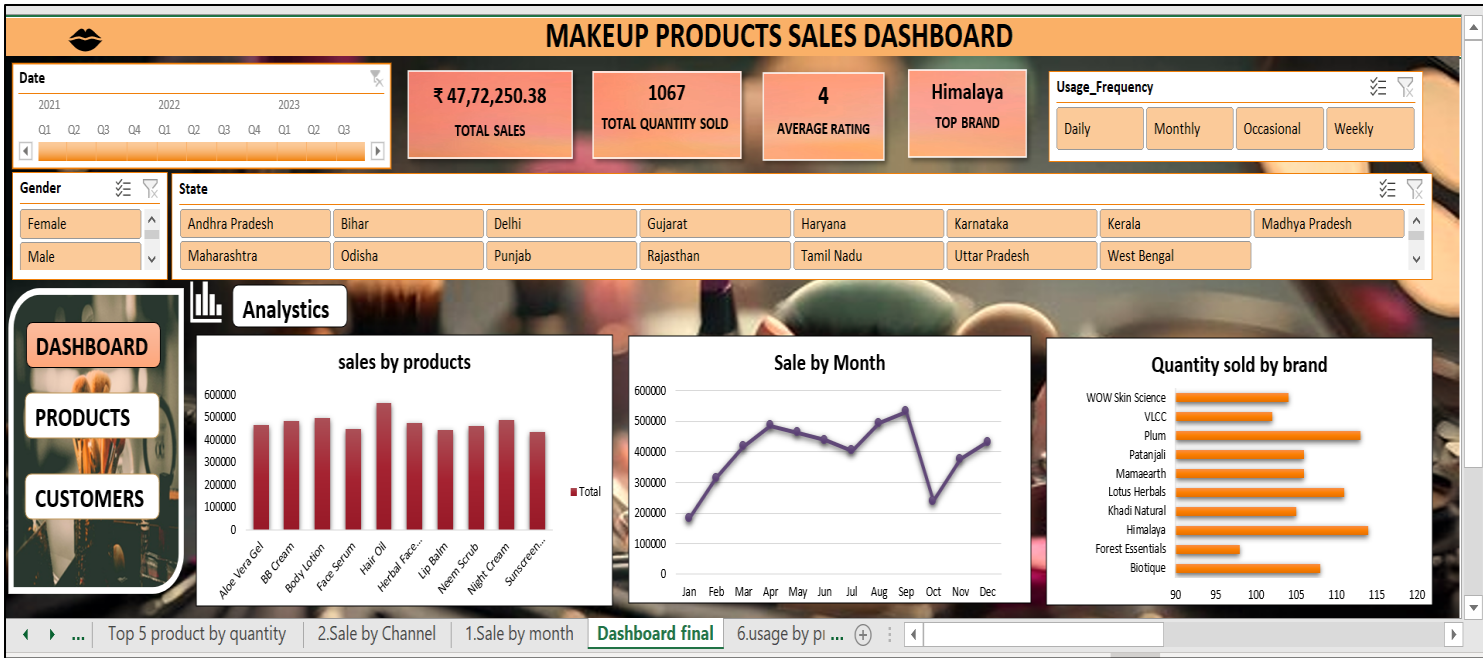 MAKEUP PRODUCTS SALES DASHBOARD
Date
2021 2022 2023
Q1 Q2 Q3 Q4 Q1 Q2 Q3 Q4 Q1 Q2 Q3
₹ 47,72,250.38
TOTAL SALES
1067
TOTAL QUANTITY SOLD
4
AVERAGE RATING
Himalaya
TOP BRAND
Usage_Frequency
Daily Monthly Occasional Weekly
Gender
Female
Male
State
Andhra Pradesh Bihar Delhi Gujarat Haryana Karnataka Kerala Madhya Pradesh
Maharashtra Odisha Punjab Rajasthan Tamil Nadu Uttar Pradesh West Bengal
DASHBOARD
PRODUCTS
CUSTOMERS
Analystics
sales by products
600000
500000
400000
300000
200000
100000
0
Aloe Vera Gel
BB Cream
Body Lotion
Face Serum
Hair Oil
Herbal Face...
Lip Balm
Neem Scrub
Night Cream
Sunscreen...
Total
Sale by Month
600000
500000
400000
300000
200000
100000
0
Jan Feb Mar Apr May Jun Jul Aug Sep Oct Nov Dec
Quantity sold by brand
WOW Skin Science
VLCC
Plum
Patanjali
Mamaearth
Lotus Herbals
Khadi Natural
Himalaya
Forest Essentials
Biotique
90 95 100 105 110 115 120
... Top 5 product by quantity 2.Sale by Channel 1.Sale by month Dashboard final 6.usage by pı ...